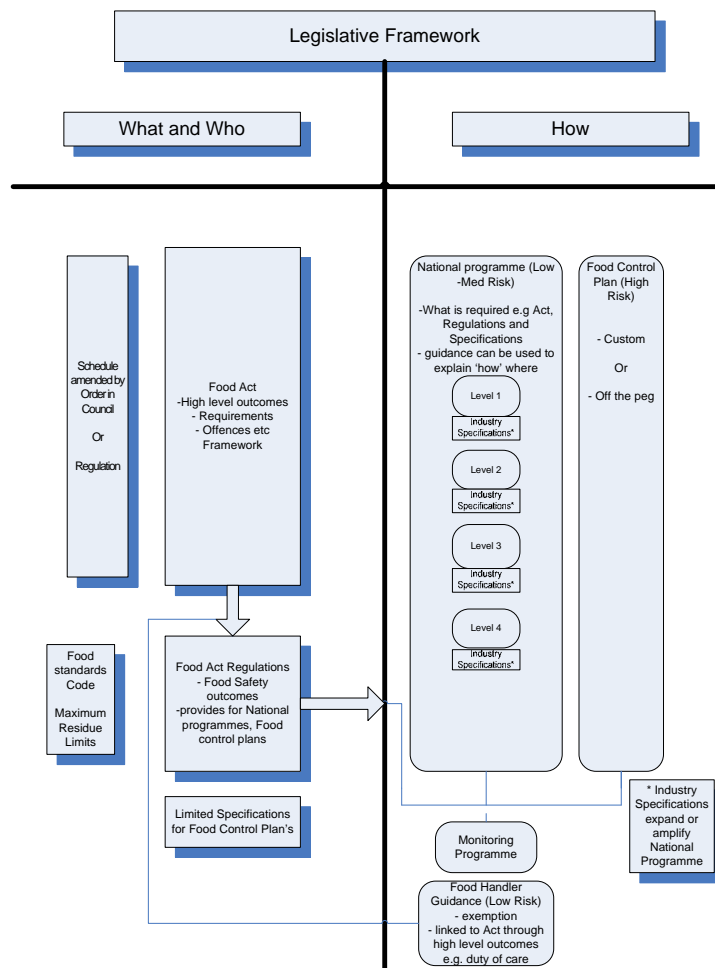 Legislative Framework
What and Who
How
Schedule
amended by
Order in
Council
Or
Regulation
Food Act
-High level outcomes
- Requirements
- Offences etc
Framework
National programme (Low
-Med Risk)
-What is required e.g Act,
Regulations and
Specifications
- guidance can be used to
explain ‘how’ where
Level 1
Industry
Specifications*
Level 2
Industry
Specifications*
Level 3
Industry
Specifications*
Level 4
Industry
Specifications*
Food Control
Plan (High
Risk)
- Custom
Or
- Off the peg
Food
standards
Code
Maximum
Residue
Limits
Food Act Regulations
- Food Safety
outcomes
-provides for National
programmes, Food
control plans
Limited Specifications
for Food Control Plan's
Monitoring
Programme
* Industry
Specifications
expand or
amplify
National
Programme
Food Handler
Guidance (Low Risk)
- exemption
- linked to Act through
high level outcomes
e.g. duty of care